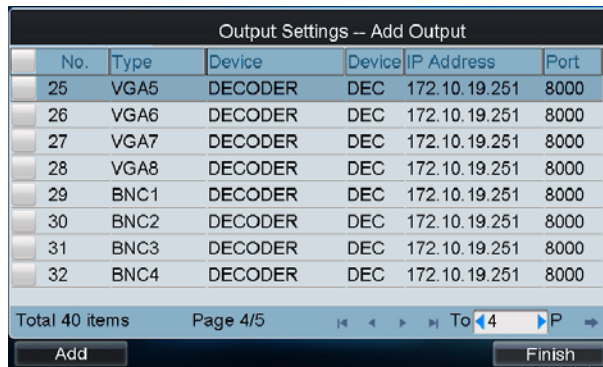 Output Settings -- Add Output
No. Type Device Device IP Address Port
25 VGA5 DECODER DEC 172.10.19.251 8000
26 VGA6 DECODER DEC 172.10.19.251 8000
27 VGA7 DECODER DEC 172.10.19.251 8000
28 VGA8 DECODER DEC 172.10.19.251 8000
29 BNC1 DECODER DEC 172.10.19.251 8000
30 BNC2 DECODER DEC 172.10.19.251 8000
31 BNC3 DECODER DEC 172.10.19.251 8000
32 BNC4 DECODER DEC 172.10.19.251 8000
Total 40 items Page 4/5 To 4 P
Add Finish